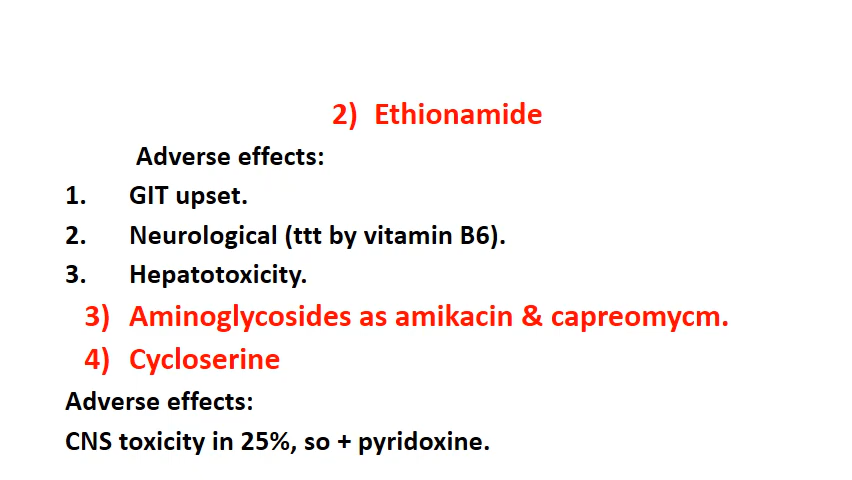 2) Ethionamide
Adverse effects:
1. GIT upset.
2. Neurological (ttt by vitamin B6).
3. Hepatotoxicity.
3) Aminoglycosides as amikacin & capreomycm.
4) Cycloserine
Adverse effects:
CNS toxicity in 25%, so + pyridoxine.